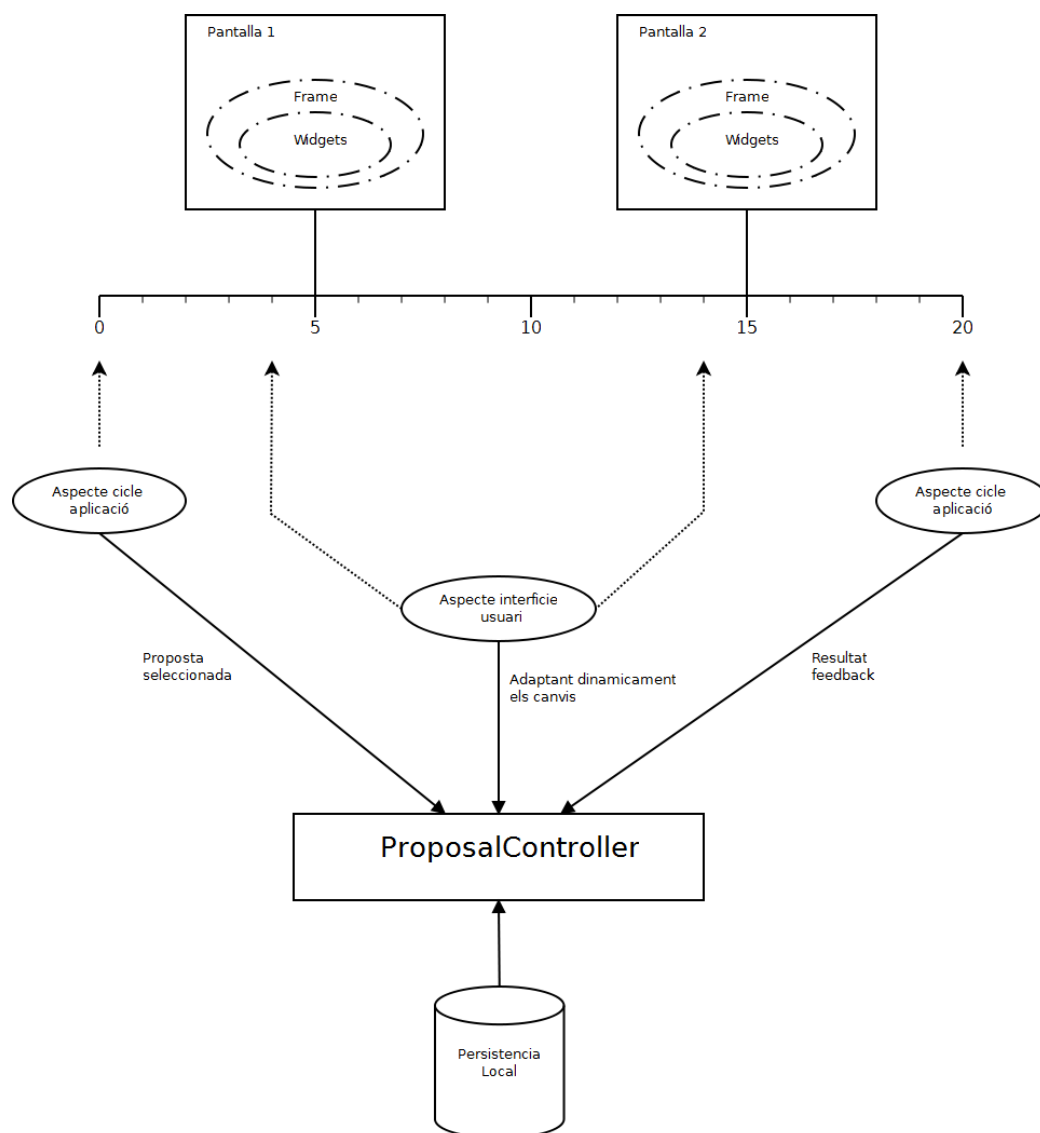 Pantalla 1
Pantalla 2
Frame
Frame
Widgets
Widgets
0
5
10
15
20
Aspecte cicle
aplicació
Aspecte cicle
aplicació
Aspecte interficie
usuari
Proposta
seleccionada
Resultat
feedback
Adaptant dinamicament
els canvis
ProposalController
Persistencia
Local